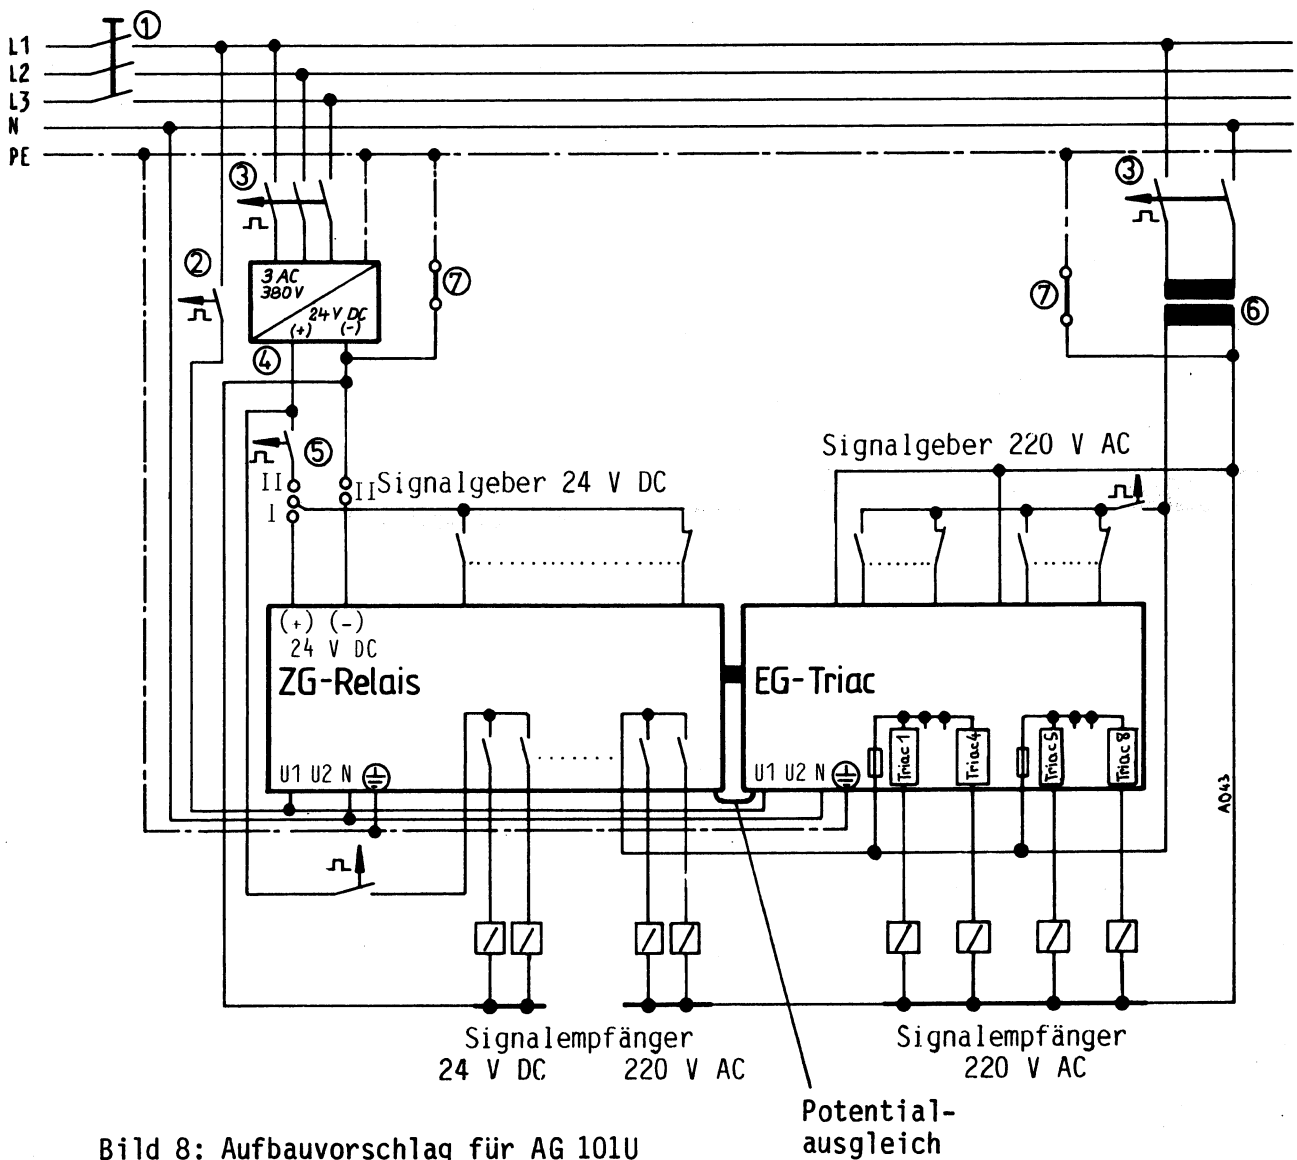 ①
L1
L2
L3
N
PE
③
③
②
3 AC
380V
24V DC
(+) (-)
⑦
⑦
⑥
④
⑤
II
II
I
Signalgeber 24 V DC
Signalgeber 220 V AC
(+) (-)
24 V DC
ZG-Relais
EG-Triac
Triac 1
Triac 4
Triac 5
Triac 8
U1 U2 N
U1 U2 N
A043
Signalempfänger
24 V DC
220 V AC
Signalempfänger
220 V AC
Potential-
ausgleich
Bild 8: Aufbauvorschlag für AG 101U